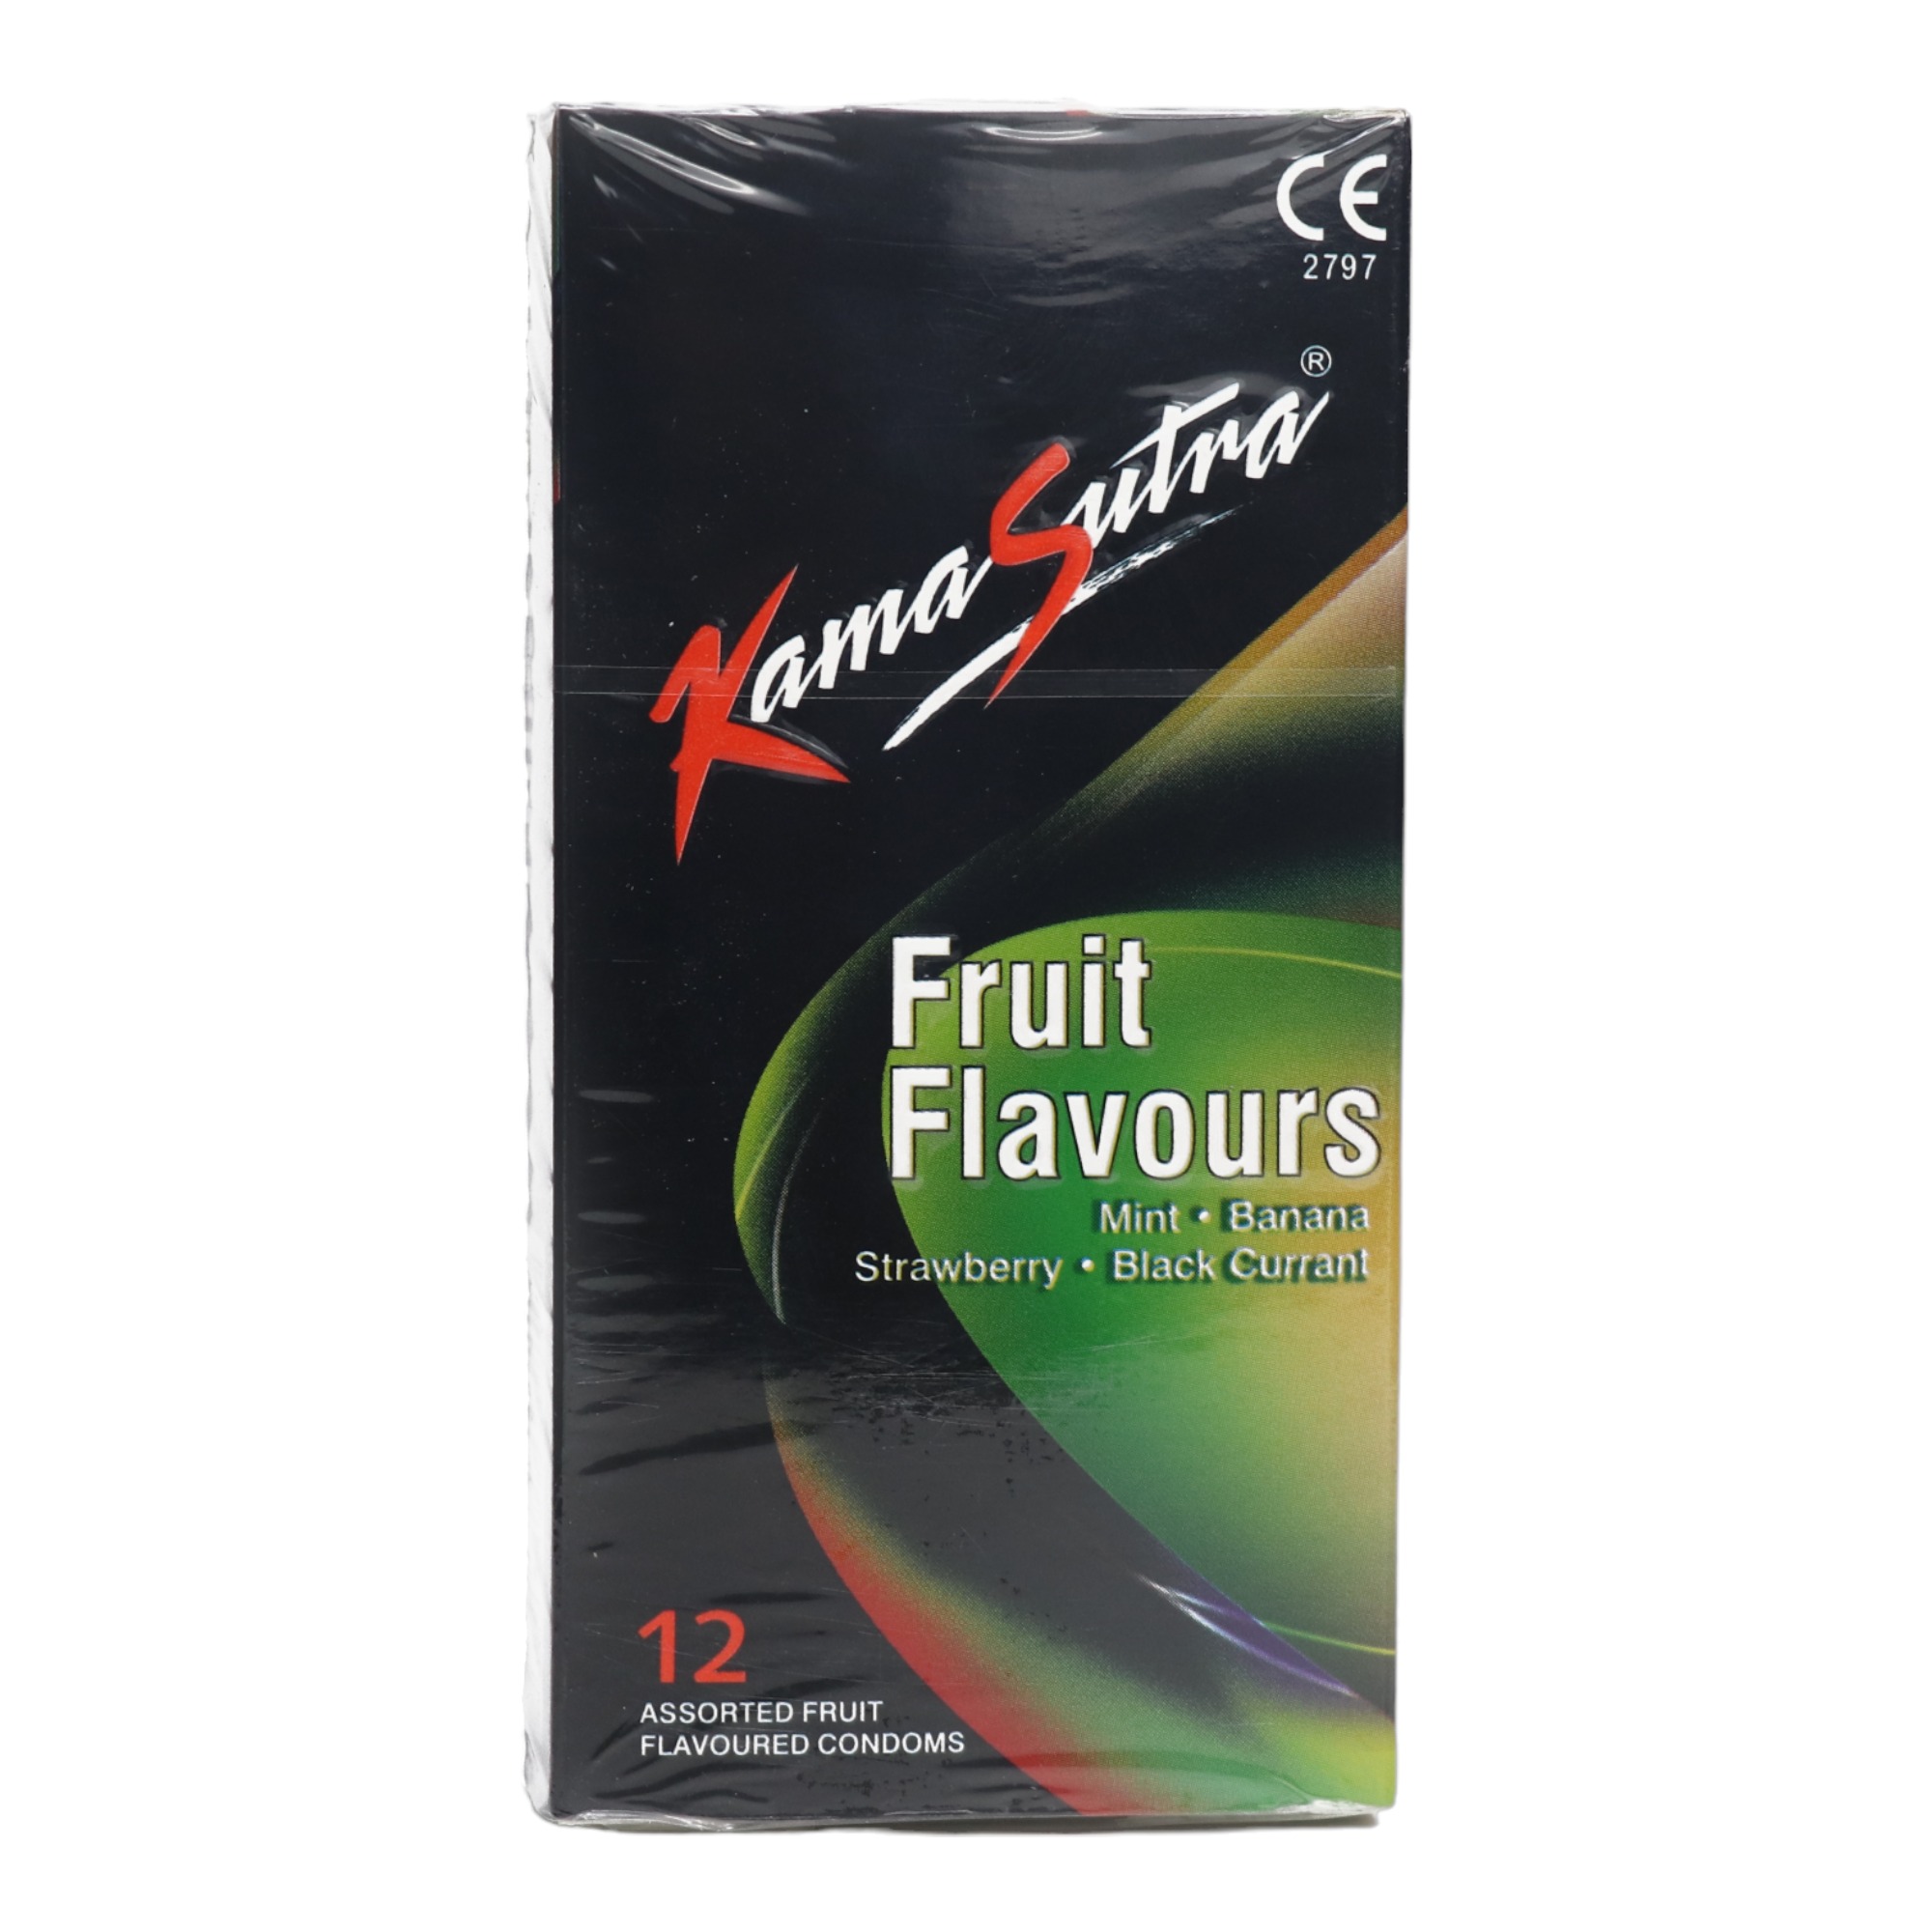 CE
2797
KamaSutra®
Fruit
Flavours
Mint • Banana
Strawberry • Black Currant
12
ASSORTED FRUIT
FLAVOURED CONDOMS